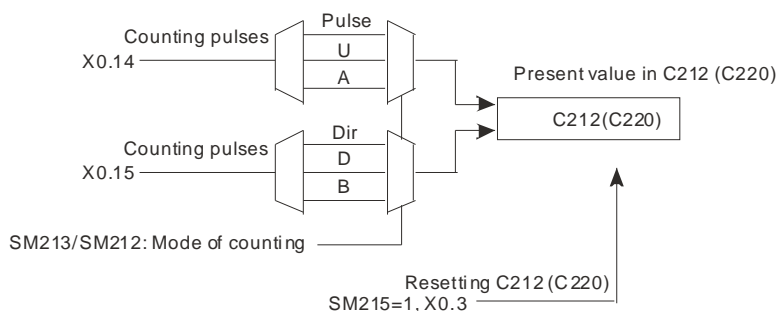 Pulse
Counting pulses
U
X0.14
A
Present value in C212 (C220)
C212(C220)
Dir
Counting pulses
D
X0.15
B
SM213/SM212: Mode of counting
Resetting C212 (C220)
SM215=1, X0.3